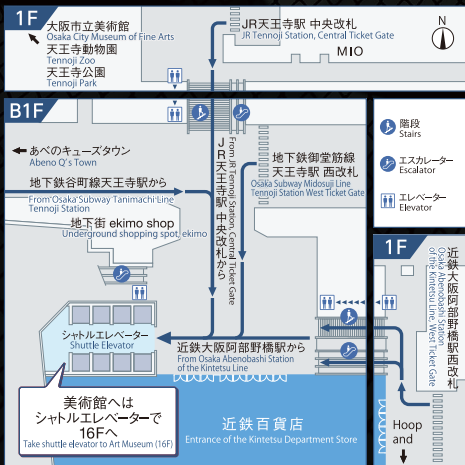 1F
大阪市立美術館
Osaka City Museum of Fine Arts
天王寺動物園
Tennoji Zoo
天王寺公園
Tennoji Park
JR天王寺駅 中央改札
JR Tennoji Station, Central Ticket Gate
MIO
N
B1F
あべのキューズタウン
Abeno Q's Town
地下鉄谷町線天王寺駅から
From Osaka Subway Tanimachi Line
Tennoji Station
地下街 ekimo shop
Underground shopping spot, ekimo
JR天王寺駅 中央改札から
From JR Tennoji Station, Central Ticket Gate
地下鉄御堂筋線
天王寺駅 西改札
Osaka Subway Midosuji Line
Tennoji Station West Ticket Gate
階段
Stairs
エスカレーター
Escalator
エレベーター
Elevator
シャトルエレベーター
Shuttle Elevator
近鉄大阪阿部野橋駅から
From Osaka Abenobashi Station
of the Kintetsu Line
美術館へは
シャトルエレベーターで
16Fへ
Take shuttle elevator to Art Museum (16F)
近鉄百貨店
Entrance of the Kintetsu Department Store
1F
近鉄大阪阿部野橋駅西改札
Osaka Abenobashi Station
of the Kintetsu Line, West Ticket Gate
Hoop
and